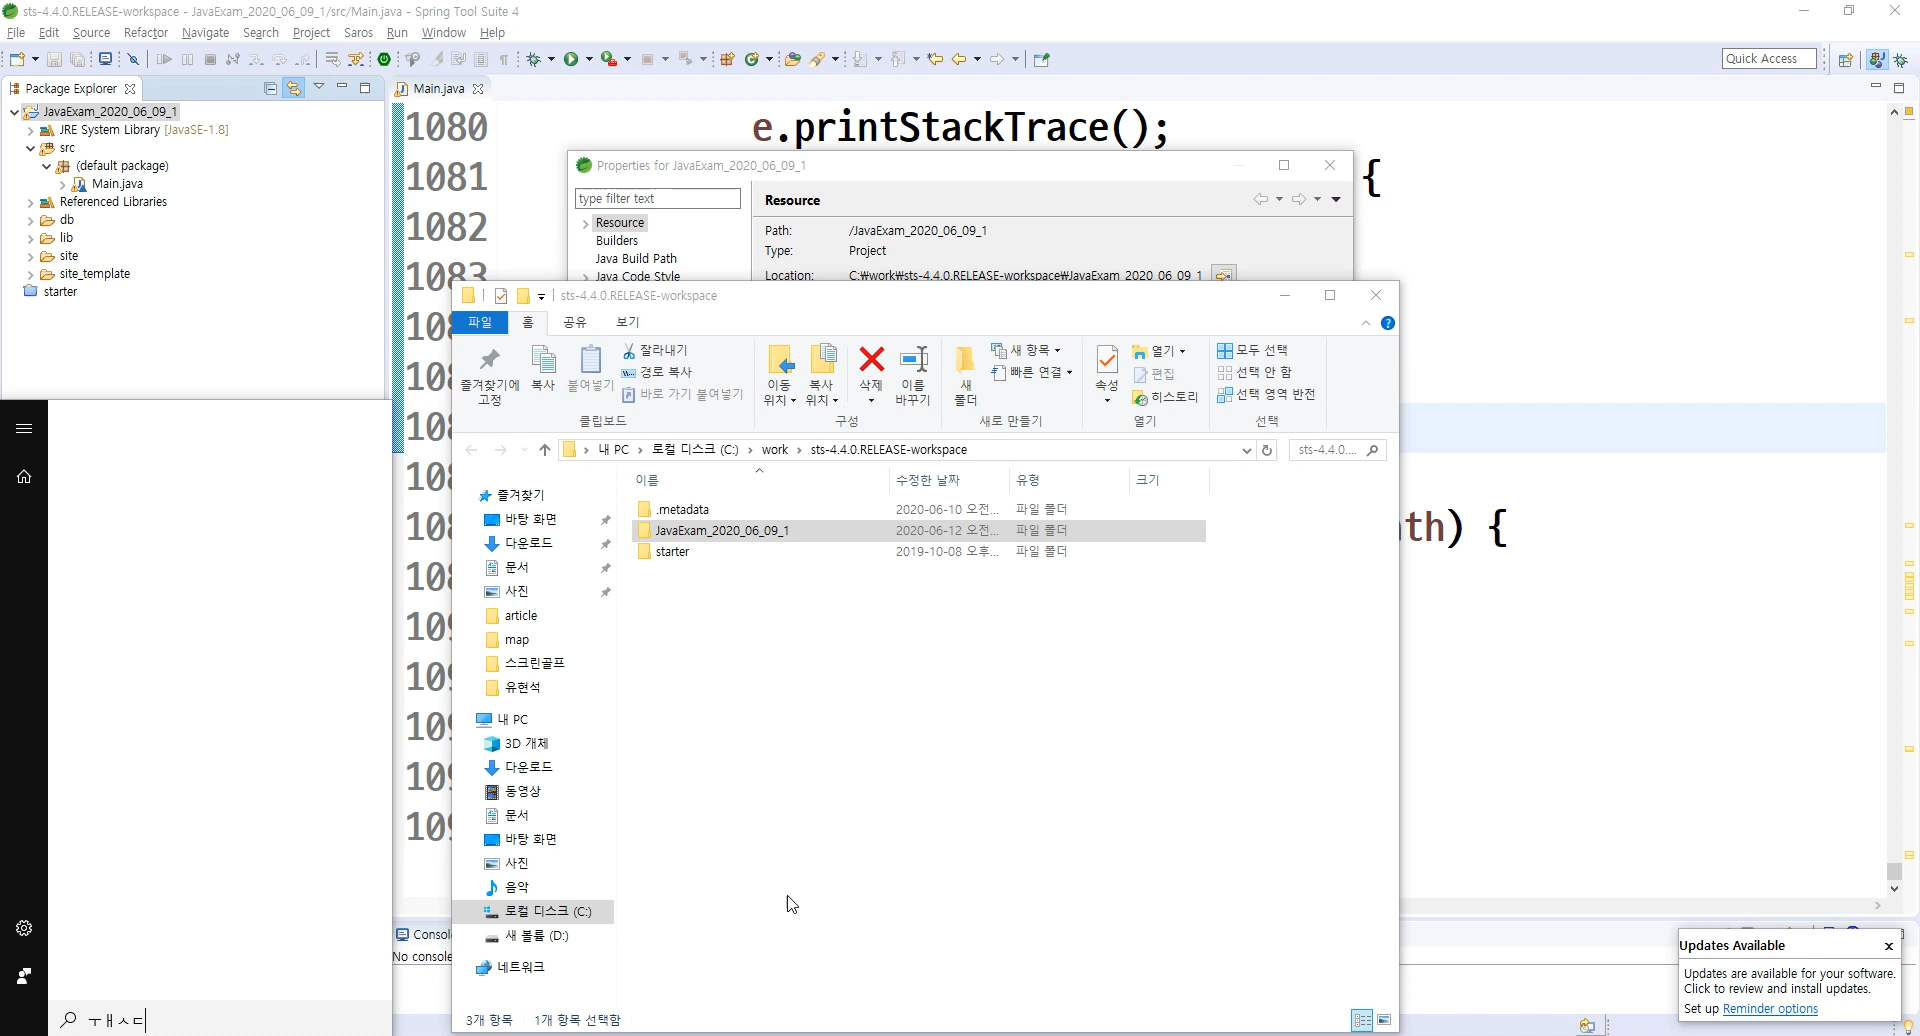 sts-4.4.0.RELEASE-workspace - JavaExam_2020_06_09_1/src/Main.java - Spring Tool Suite 4
File Edit Source Refactor Navigate Search Project Saros Run Window Help
Quick Access
Package Explorer
Main.java
JavaExam_2020_06_09_1
JRE System Library [JavaSE-1.8]
src
(default package)
Main.java
Referenced Libraries
db
lib
site
site_template
starter
1080 e.printStackTrace();
1081 {
1082
1083
Properties for JavaExam_2020_06_09_1
type filter text
Resource
Builders
Java Build Path
Java Code Style
Resource
Path: /JavaExam_2020_06_09_1
Type: Project
Location: C:₩work₩sts-4.4.0.RELEASE-workspace₩JavaExam_2020_06_09_1
sts-4.4.0.RELEASE-workspace
파일 홈 공유 보기
즐겨찾기에 고정
복사
붙여넣기
잘라내기
경로 복사
바로 가기 붙여넣기
클립보드
이동 위치
복사 위치
삭제
이름 바꾸기
구성
새 폴더
새 항목
빠른 연결
새로 만들기
속성
열기
편집
히스토리
열기
모두 선택
선택 안 함
선택 영역 반전
선택
내 PC › 로컬 디스크 (C:) › work › sts-4.4.0.RELEASE-workspace
sts-4.4.0....
이름 수정한 날짜 유형 크기
.metadata 2020-06-10 오전... 파일 폴더
JavaExam_2020_06_09_1 2020-06-12 오전... 파일 폴더
starter 2019-10-08 오후... 파일 폴더
즐겨찾기
바탕 화면
다운로드
문서
사진
article
map
스크린골프
유현석
내 PC
3D 개체
다운로드
동영상
문서
바탕 화면
사진
음악
로컬 디스크 (C:)
새 볼륨 (D:)
네트워크
3개 항목 1개 항목 선택함
th) {
Consol
No console
Updates Available
Updates are available for your software.
Click to review and install updates.
Set up Reminder options
ㅜㅐㅅㄷ